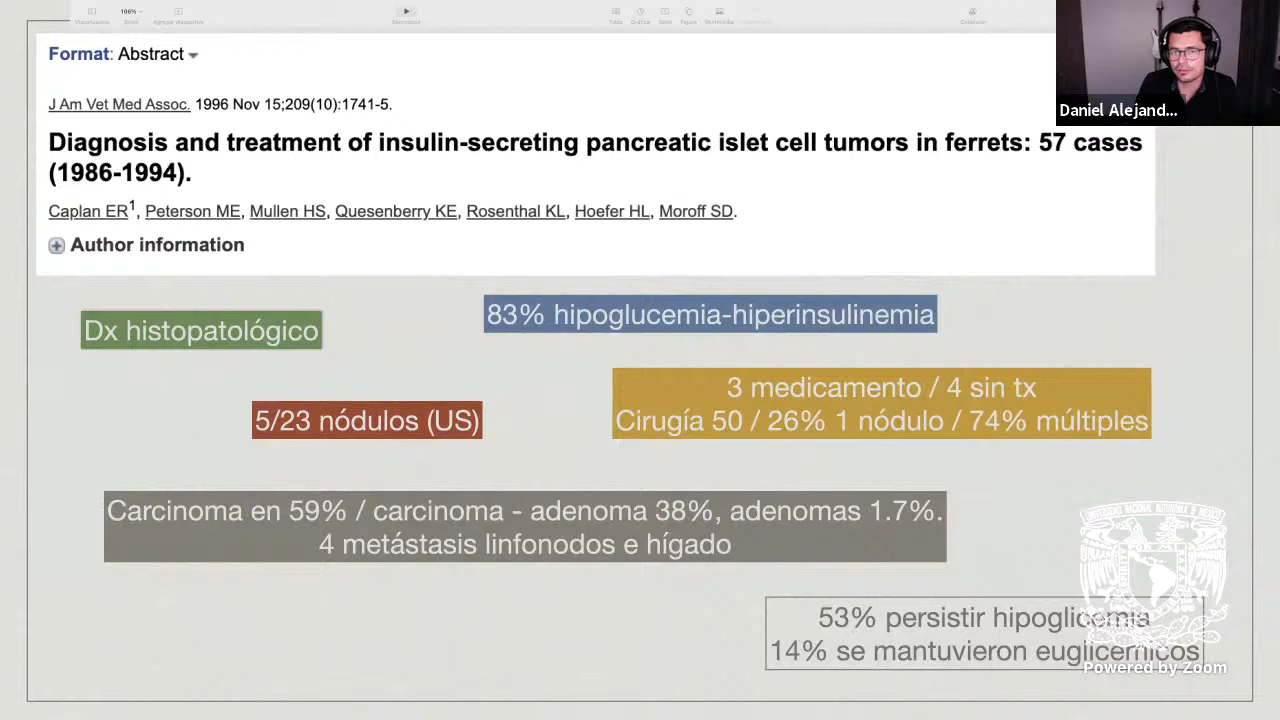 106%
Format: Abstract
J Am Vet Med Assoc. 1996 Nov 15;209(10):1741-5.
Diagnosis and treatment of insulin-secreting pancreatic islet cell tumors in ferrets: 57 cases
(1986-1994).
Caplan ER1, Peterson ME, Mullen HS, Quesenberry KE, Rosenthal KL, Hoefer HL, Moroff SD.
Author information
Daniel Alejand...
83% hipoglucemia-hiperinsulinemia
Dx histopatológico
3 medicamento / 4 sin tx
Cirugía 50 / 26% 1 nódulo / 74% múltiples
5/23 nódulos (US)
Carcinoma en 59% / carcinoma - adenoma 38%, adenomas 1.7%.
4 metástasis linfonodos e hígado
53% persistir hipoglicemia
14% se mantuvieron euglicémicos
Powered by Zoom